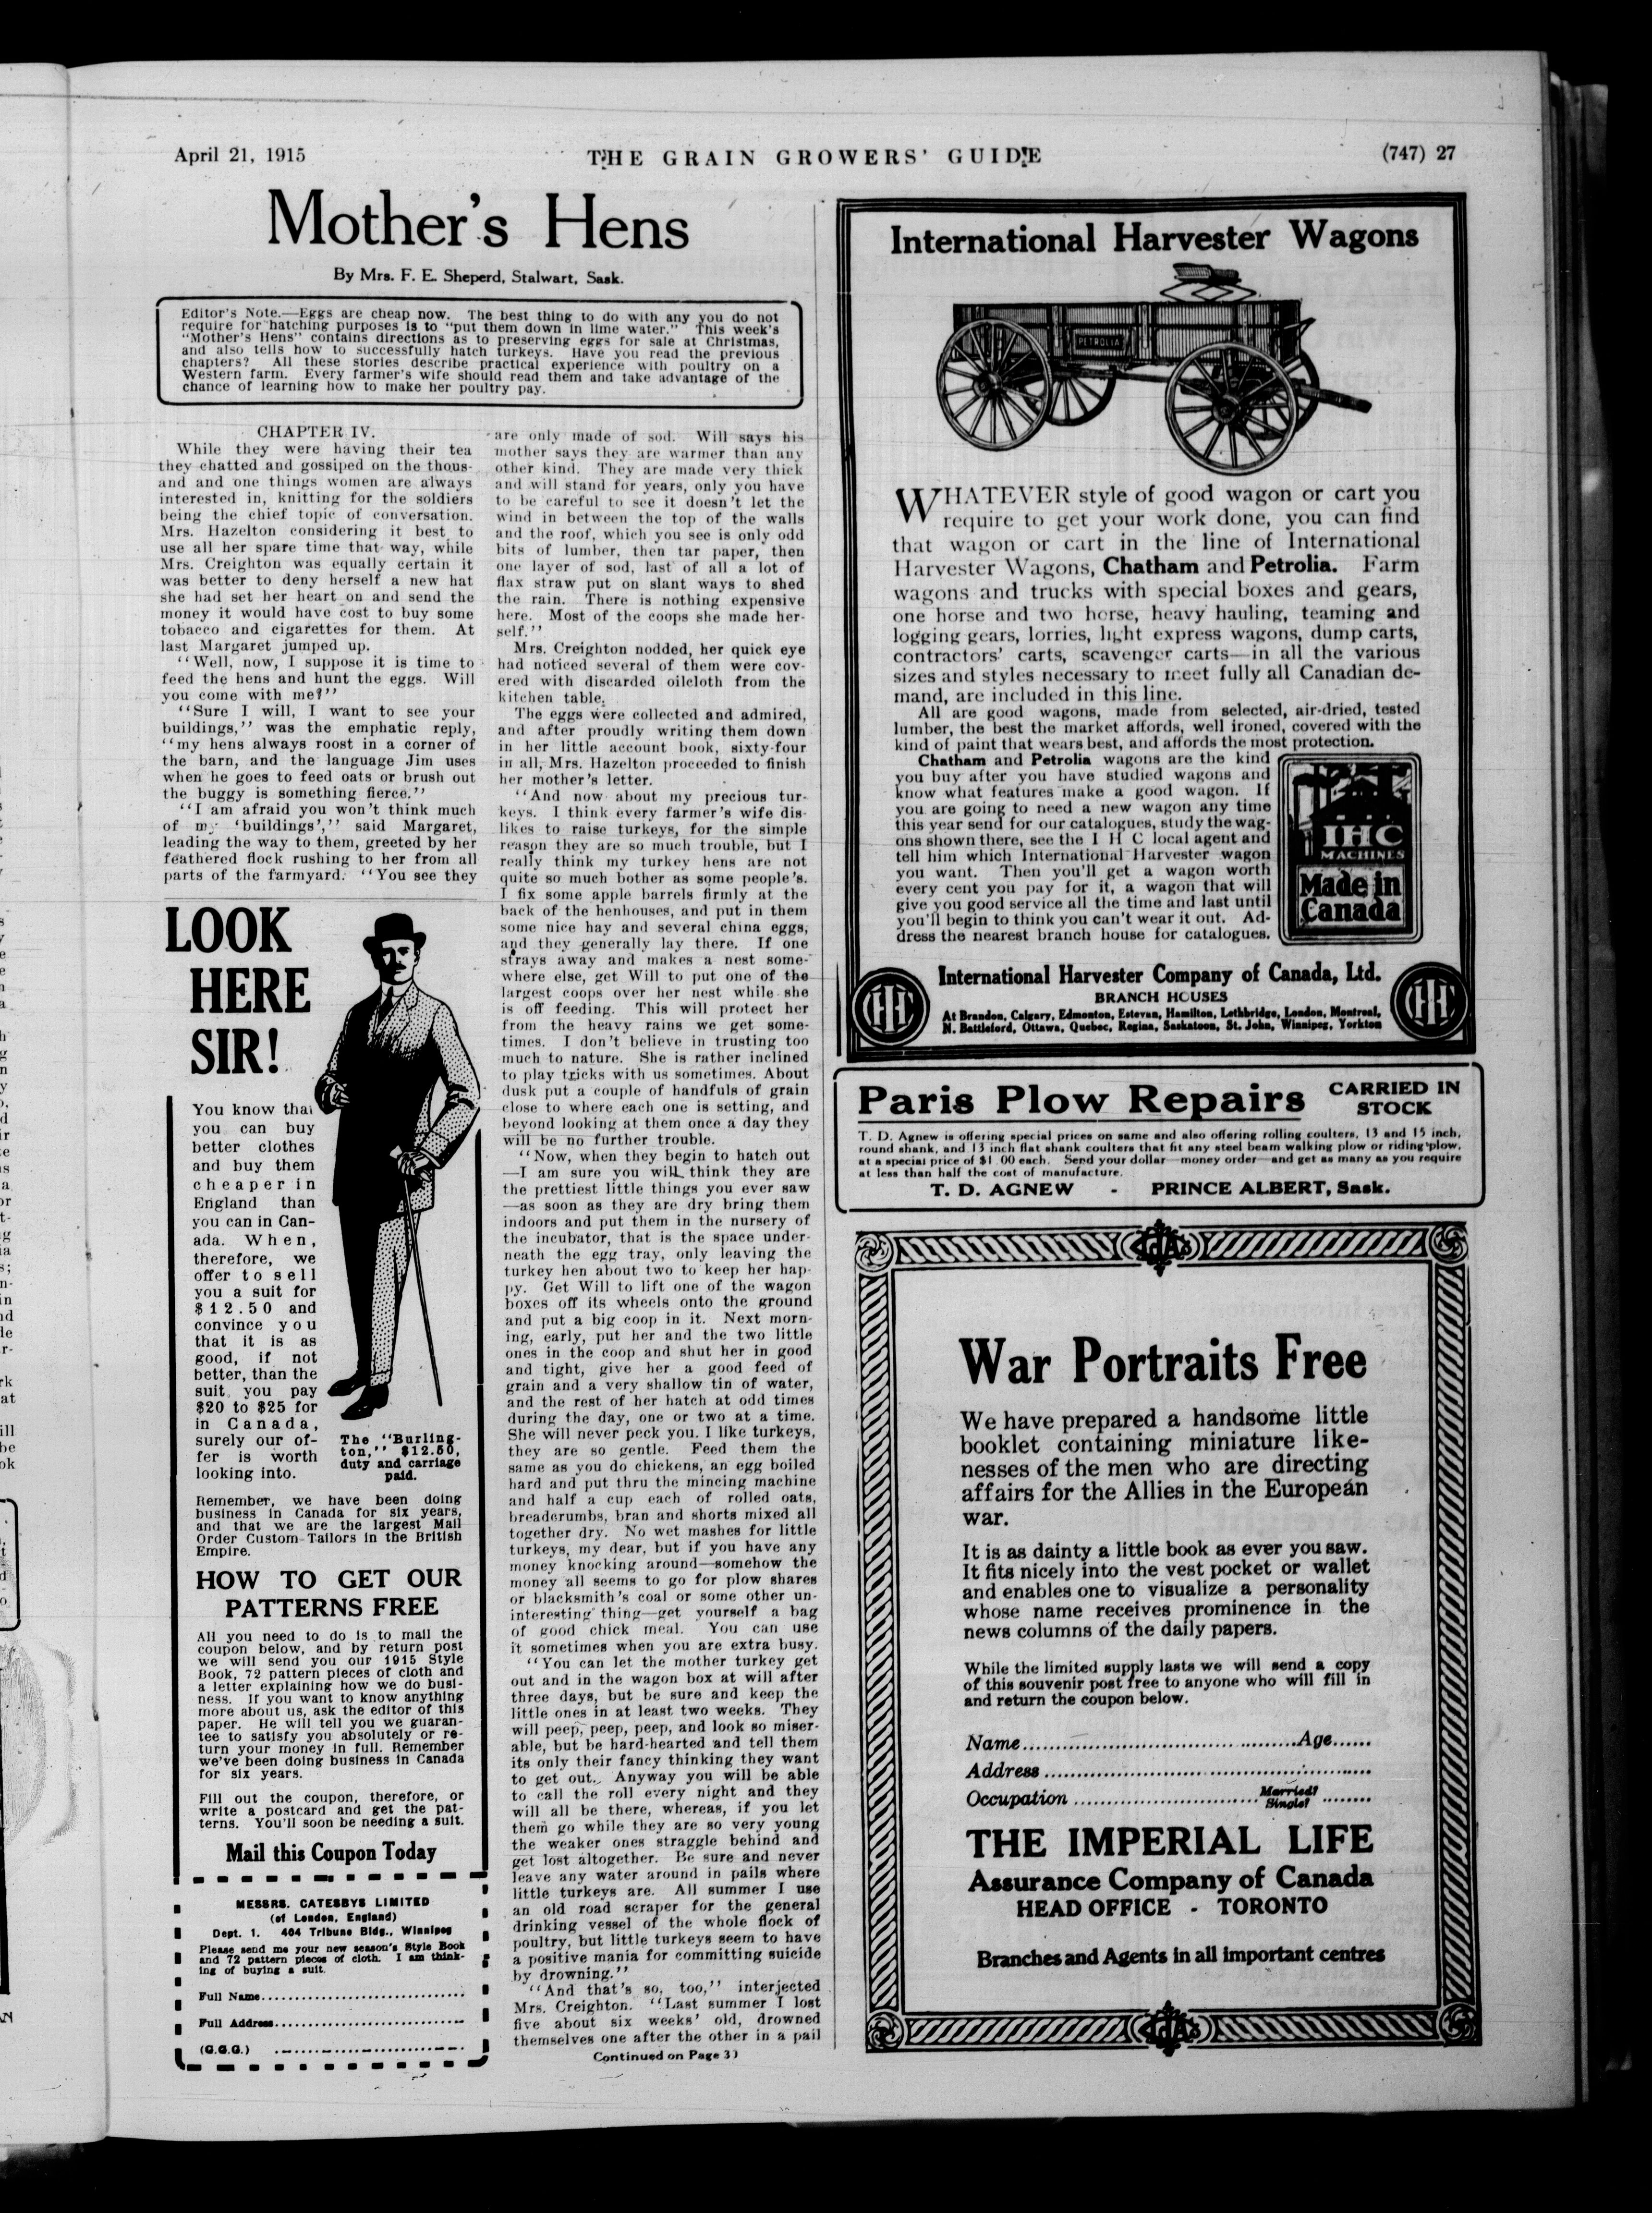 April 21, 1915
THE GRAIN GROWERS' GUIDE
(747) 27
Mother's Hens
By Mrs. F. E. Sheperd, Stalwart, Sask.
Editor's Note.—Eggs are cheap now. The best thing to do with any you do not
require for hatching purposes is to "put them down in lime water." This week's
"Mother's Hens" contains directions as to preserving eggs for sale at Christmas,
and also tells how to successfully hatch turkeys. Have you read the previous
chapters? All these stories describe practical experience with poultry on a
Western farm. Every farmer's wife should read them and take advantage of the
chance of learning how to make her poultry pay.
CHAPTER IV.
While they were having their tea
they chatted and gossiped on the thous-
and and one things women are always
interested in, knitting for the soldiers
being the chief topic of conversation.
Mrs. Hazelton considering it best to
use all her spare time that way, while
Mrs. Creighton was equally certain it
was better to deny herself a new hat
she had set her heart on and send the
money it would have cost to buy some
tobacco and cigarettes for them. At
last Margaret jumped up.
"Well, now, I suppose it is time to
feed the hens and hunt the eggs. Will
you come with me?"
"Sure I will, I want to see your
buildings," was the emphatic reply,
"my hens always roost in a corner of
the barn, and the language Jim uses
when he goes to feed oats or brush out
the buggy is something fierce."
"I am afraid you won't think much
of my 'buildings'," said Margaret,
leading the way to them, greeted by her
feathered flock rushing to her from all
parts of the farmyard. "You see they
are only made of sod. Will says his
mother says they are warmer than any
other kind. They are made very thick
and will stand for years, only you have
to be careful to see it doesn't let the
wind in between the top of the walls
and the roof, which you see is only odd
bits of lumber, then tar paper, then
one layer of sod, last of all a lot of
flax straw put on slant ways to shed
the rain. There is nothing expensive
here. Most of the coops she made her-
self."
Mrs. Creighton nodded, her quick eye
had noticed several of them were cov-
ered with discarded oilcloth from the
kitchen table.
The eggs were collected and admired,
and after proudly writing them down
in her little account book, sixty-four
in all, Mrs. Hazelton proceeded to finish
her mother's letter.
"And now about my precious tur-
keys. I think every farmer's wife dis-
likes to raise turkeys, for the simple
reason they are so much trouble, but I
really think my turkey hens are not
quite so much bother as some people's.
I fix some apple barrels firmly at the
back of the henhouses, and put in them
some nice hay and several china eggs,
and they generally lay there. If one
strays away and makes a nest some-
where else, get Will to put one of the
largest coops over her nest while she
is off feeding. This will protect her
from the heavy rains we get some-
times. I don't believe in trusting too
much to nature. She is rather inclined
to play tricks with us sometimes. About
dusk put a couple of handfuls of grain
close to where each one is setting, and
beyond looking at them once a day they
will be no further trouble.
"Now, when they begin to hatch out
—I am sure you will think they are
the prettiest little things you ever saw
—as soon as they are dry bring them
indoors and put them in the nursery of
the incubator, that is the space under-
neath the egg tray, only leaving the
turkey hen about two to keep her hap-
py. Get Will to lift one of the wagon
boxes off its wheels onto the ground
and put a big coop in it. Next morn-
ing, early, put her and the two little
ones in the coop and shut her in good
and tight, give her a good feed of
grain and a very shallow tin of water,
and the rest of her hatch at odd times
during the day, one or two at a time.
She will never peck you. I like turkeys,
they are so gentle. Feed them the
same as you do chickens, an egg boiled
hard and put thru the mincing machine
and half a cup each of rolled oats,
breadcrumbs, bran and shorts mixed all
together dry. No wet mashes for little
turkeys, my dear, but if you have any
money knocking around—somehow the
money all seems to go for plow shares
or blacksmith's coal or some other un-
interesting thing—get yourself a bag
of good chick meal. You can use
it sometimes when you are extra busy.
"You can let the mother turkey get
out and in the wagon box at will after
three days, but be sure and keep the
little ones in at least two weeks. They
will peep, peep, peep, and look so miser-
able, but be hard-hearted and tell them
its only their fancy thinking they want
to get out. Anyway you will be able
to call the roll every night and they
will all be there, whereas, if you let
them go while they are so very young
the weaker ones straggle behind and
get lost altogether. Be sure and never
leave any water around in pails where
little turkeys are. All summer I use
an old road scraper for the general
drinking vessel of the whole flock of
poultry, but little turkeys seem to have
a positive mania for committing suicide
by drowning."
"And that's so, too," interjected
Mrs. Creighton. "Last summer I lost
five about six weeks' old, drowned
themselves one after the other in a pail
Continued on Page 3
LOOK
HERE
SIR!
You know that
you can buy
better clothes
and buy them
cheaper in
England than
you can in Can-
ada. When,
therefore, we
offer to sell
you a suit for
$12.50 and
convince you
that it is as
good, if not
better, than the
suit you pay
$20 to $25 for
in Canada,
surely our of-
fer is worth
looking into.
The "Burling-
ton," $12.50,
duty and carriage
paid.
Remember, we have been doing
business in Canada for six years,
and that we are the largest Mail
Order Custom-Tailors in the British
Empire.
HOW TO GET OUR
PATTERNS FREE
All you need to do is to mail the
coupon below, and by return post
we will send you our 1915 Style
Book, 72 pattern pieces of cloth and
a letter explaining how we do busi-
ness. If you want to know anything
more about us, ask the editor of this
paper. He will tell you we guaran-
tee to satisfy you absolutely or re-
turn your money in full. Remember
we've been doing business in Canada
for six years.
Fill out the coupon, therefore, or
write a postcard and get the pat-
terns. You'll soon be needing a suit.
Mail this Coupon Today
MESSRS. CATESBYS LIMITED
(of London, England)
Dept. 1. 404 Tribune Bldg., Winnipeg
Please send me your new season's Style Book
and 72 pattern pieces of cloth. I am think-
ing of buying a suit.
Full Name
Full Address
(G.G.G.)
International Harvester Wagons
PETROLIA
WHATEVER style of good wagon or cart you
require to get your work done, you can find
that wagon or cart in the line of International
Harvester Wagons, Chatham and Petrolia. Farm
wagons and trucks with special boxes and gears,
one horse and two horse, heavy hauling, teaming and
logging gears, lorries, light express wagons, dump carts,
contractors' carts, scavenger carts—in all the various
sizes and styles necessary to meet fully all Canadian de-
mand, are included in this line.
All are good wagons, made from selected, air-dried, tested
lumber, the best the market affords, well ironed, covered with the
kind of paint that wears best, and affords the most protection.
Chatham and Petrolia wagons are the kind
you buy after you have studied wagons and
know what features make a good wagon. If
you are going to need a new wagon any time
this year send for our catalogues, study the wag-
ons shown there, see the I H C local agent and
tell him which International Harvester wagon
you want. Then you'll get a wagon worth
every cent you pay for it, a wagon that will
give you good service all the time and last until
you'll begin to think you can't wear it out. Ad-
dress the nearest branch house for catalogues.
IHC
MACHINES
Made in
Canada
International Harvester Company of Canada, Ltd.
BRANCH HOUSES
At Brandon, Calgary, Edmonton, Estevan, Hamilton, Lethbridge, London, Montreal,
N. Battleford, Ottawa, Quebec, Regina, Saskatoon, St. John, Winnipeg, Yorkton
IHC
IHC
Paris Plow Repairs
CARRIED IN
STOCK
T. D. Agnew is offering special prices on same and also offering rolling coulters, 13 and 15 inch,
round shank, and 13 inch flat shank coulters that fit any steel beam walking plow or riding plow,
at a special price of $1.00 each. Send your dollar—money order—and get as many as you require
at less than half the cost of manufacture.
T. D. AGNEW - PRINCE ALBERT, Sask.
War Portraits Free
We have prepared a handsome little
booklet containing miniature like-
nesses of the men who are directing
affairs for the Allies in the European
war.
It is as dainty a little book as ever you saw.
It fits nicely into the vest pocket or wallet
and enables one to visualize a personality
whose name receives prominence in the
news columns of the daily papers.
While the limited supply lasts we will send a copy
of this souvenir post free to anyone who will fill in
and return the coupon below.
Name Age
Address
Occupation Married? Single?
THE IMPERIAL LIFE
Assurance Company of Canada
HEAD OFFICE - TORONTO
Branches and Agents in all important centres